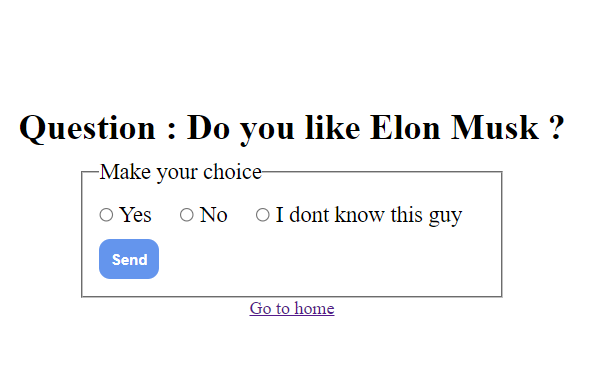 Question : Do you like Elon Musk ?
Make your choice
Yes No I dont know this guy
Send
Go to home